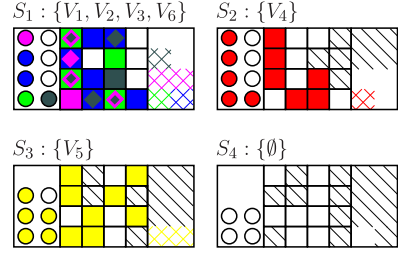 S₁ : {V₁, V₂, V₃, V₆}
S₂ : {V₄}
S₃ : {V₅}
S₄ : {∅}